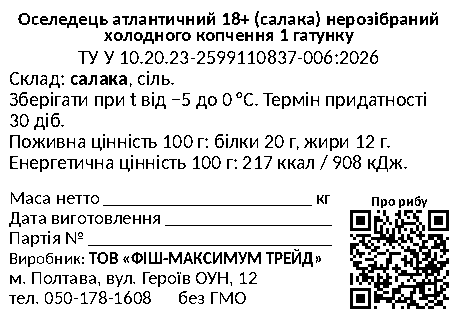 Оселедець атлантичний 18+ (салака) нерозібраний
холодного копчення 1 гатунку
ТУ У 10.20.23-2599110837-006:2026
Склад: салака, сіль.
Зберігати при t від −5 до 0 °С. Термін придатності
30 діб.
Поживна цінність 100 г: білки 20 г, жири 12 г.
Енергетична цінність 100 г: 217 ккал / 908 кДж.
Маса нетто ______________________ кг
Про рибу
Дата виготовлення _________________
Партія № _________________________
Виробник: ТОВ «ФІШ-МАКСИМУМ ТРЕЙД»
м. Полтава, вул. Героїв ОУН, 12
тел. 050-178-1608 без ГМО